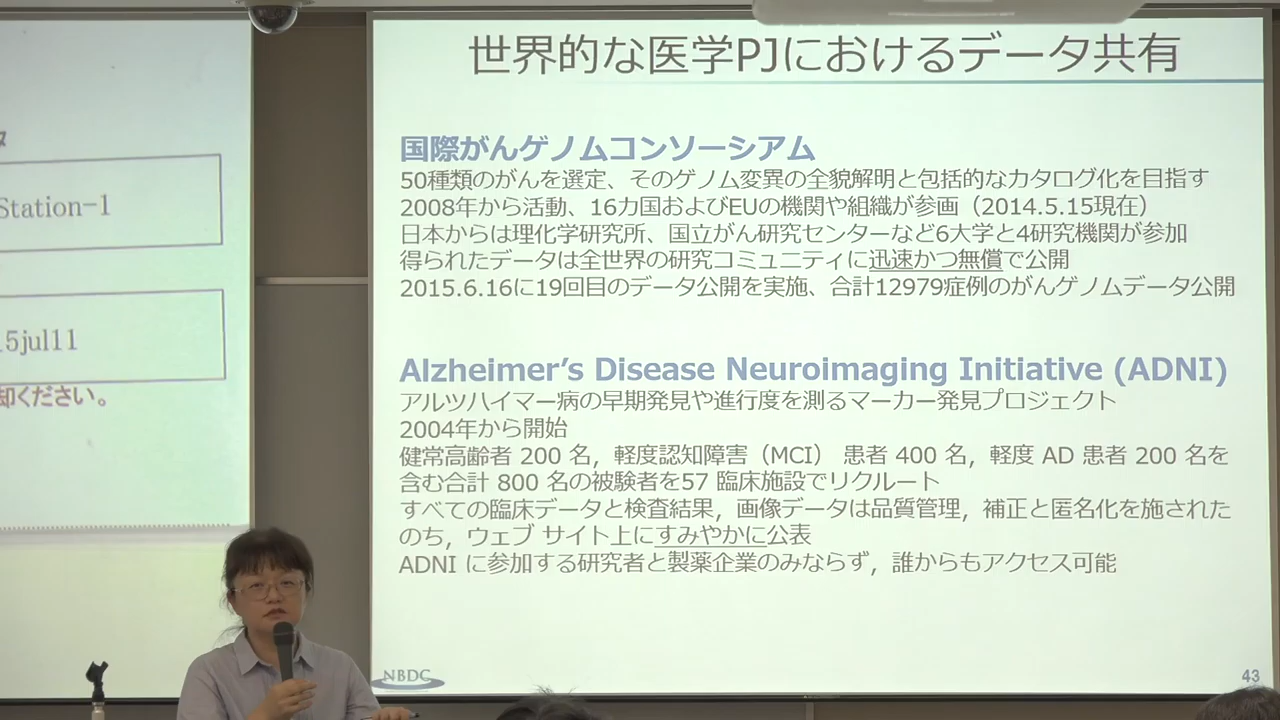 Station-1
5jul11
却ください。
世界的な医学PJにおけるデータ共有
国際がんゲノムコンソーシアム
50種類のがんを選定、そのゲノム変異の全貌解明と包括的なカタログ化を目指す
2008年から活動、16カ国およびEUの機関や組織が参画（2014.5.15現在）
日本からは理化学研究所、国立がん研究センターなど6大学と4研究機関が参加
得られたデータは全世界の研究コミュニティに迅速かつ無償で公開
2015.6.16に19回目のデータ公開を実施、合計12979症例のがんゲノムデータ公開
Alzheimer’s Disease Neuroimaging Initiative (ADNI)
アルツハイマー病の早期発見や進行度を測るマーカー発見プロジェクト
2004年から開始
健常高齢者 200 名，軽度認知障害（MCI） 患者 400 名，軽度 AD 患者 200 名を
含む合計 800 名の被験者を57 臨床施設でリクルート
すべての臨床データと検査結果，画像データは品質管理，補正と匿名化を施された
のち，ウェブ サイト上にすみやかに公表
ADNI に参加する研究者と製薬企業のみならず，誰からもアクセス可能
NBDC
43